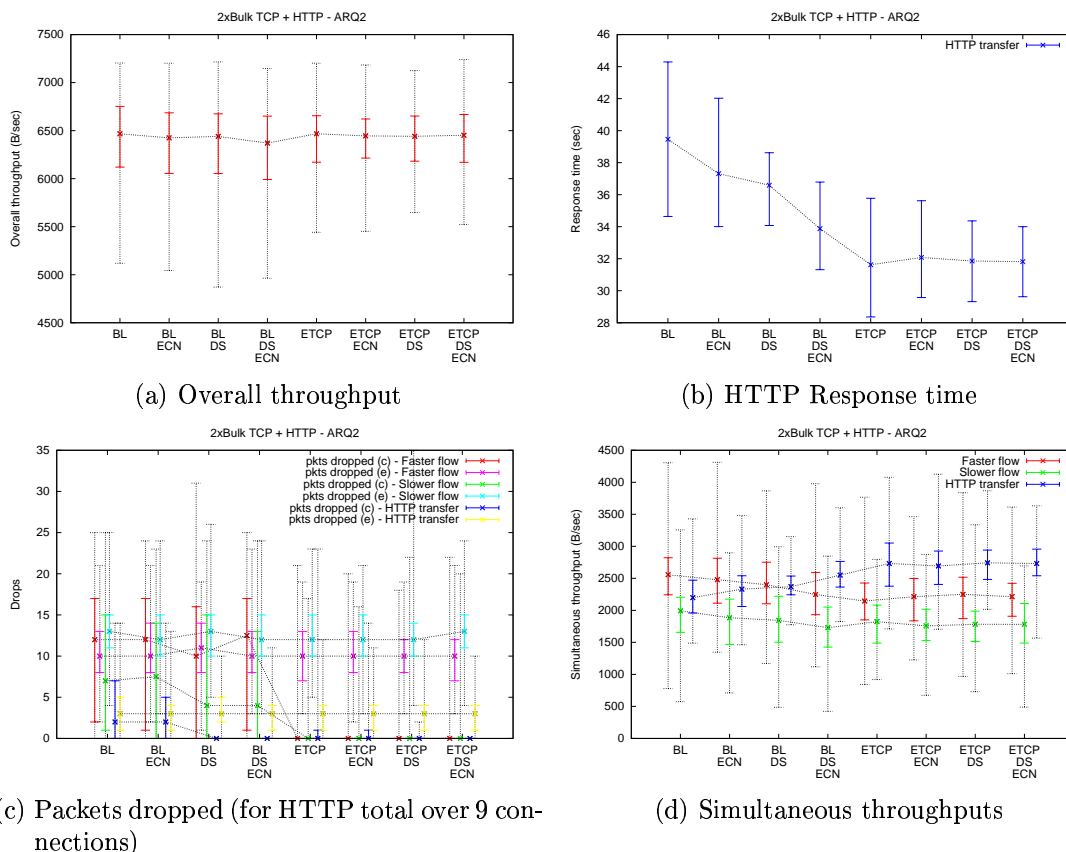 2xBulk TCP + HTTP - ARQ2
7500
7000
6500
6000
5500
5000
4500
Overall throughput (B/sec)
BL BL BL BL ETCP ETCP ETCP ETCP
ECN DS DS ECN DS DS
ECN ECN
(a) Overall throughput
2xBulk TCP + HTTP - ARQ2
HTTP transfer
46
44
42
40
38
36
34
32
30
28
Response time (sec)
BL BL BL BL ETCP ETCP ETCP ETCP
ECN DS DS ECN DS DS
ECN ECN
(b) HTTP Response time
2xBulk TCP + HTTP - ARQ2
pkts dropped (c) - Faster flow
pkts dropped (e) - Faster flow
pkts dropped (c) - Slower flow
pkts dropped (e) - Slower flow
pkts dropped (c) - HTTP transfer
pkts dropped (e) - HTTP transfer
35
30
25
20
15
10
5
0
Drops
BL BL BL BL ETCP ETCP ETCP ETCP
ECN DS DS ECN DS DS
ECN ECN
(c) Packets dropped (for HTTP total over 9 con-
nections)
2xBulk TCP + HTTP - ARQ2
Faster flow
Slower flow
HTTP transfer
4500
4000
3500
3000
2500
2000
1500
1000
500
0
Simultaneous throughput (B/sec)
BL BL BL BL ETCP ETCP ETCP ETCP
ECN DS DS ECN DS DS
ECN ECN
(d) Simultaneous throughputs